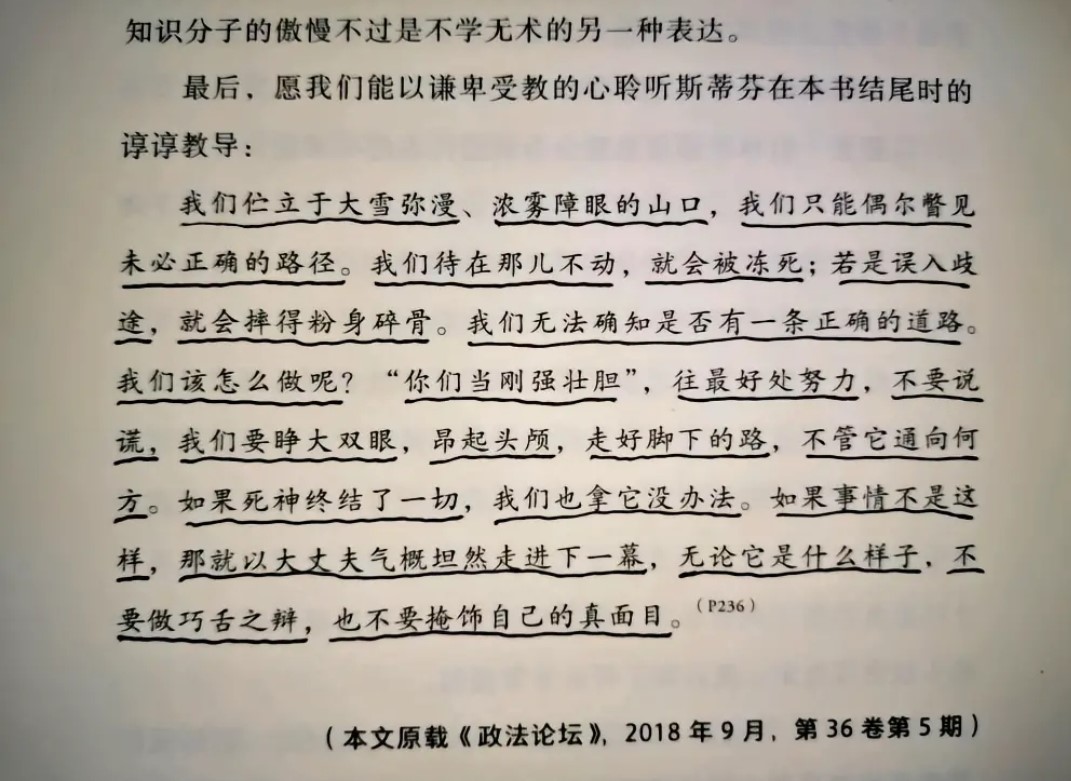 知识分子的傲慢不过是不学无术的另一种表达。
最后，愿我们能以谦卑受教的心聆听斯蒂芬在本书结尾时的
谆谆教导：
我们伫立于大雪弥漫、浓雾障眼的山口，我们只能偶尔瞥见
未必正确的路径。我们待在那儿不动，就会被冻死；若是误入歧
途，就会摔得粉身碎骨。我们无法确知是否有一条正确的道路。
我们该怎么做呢？“你们当刚强壮胆”，往最好处努力，不要说
谎，我们要睁大双眼，昂起头颅，走好脚下的路，不管它通向何
方。如果死神终结了一切，我们也拿它没办法。如果事情不是这
样，那就以大丈夫气概坦然走进下一幕，无论它是什么样子，不
要做巧舌之辩，也不要掩饰自己的真面目。（P236）
（本文原载《政法论坛》，2018年9月，第36卷第5期）